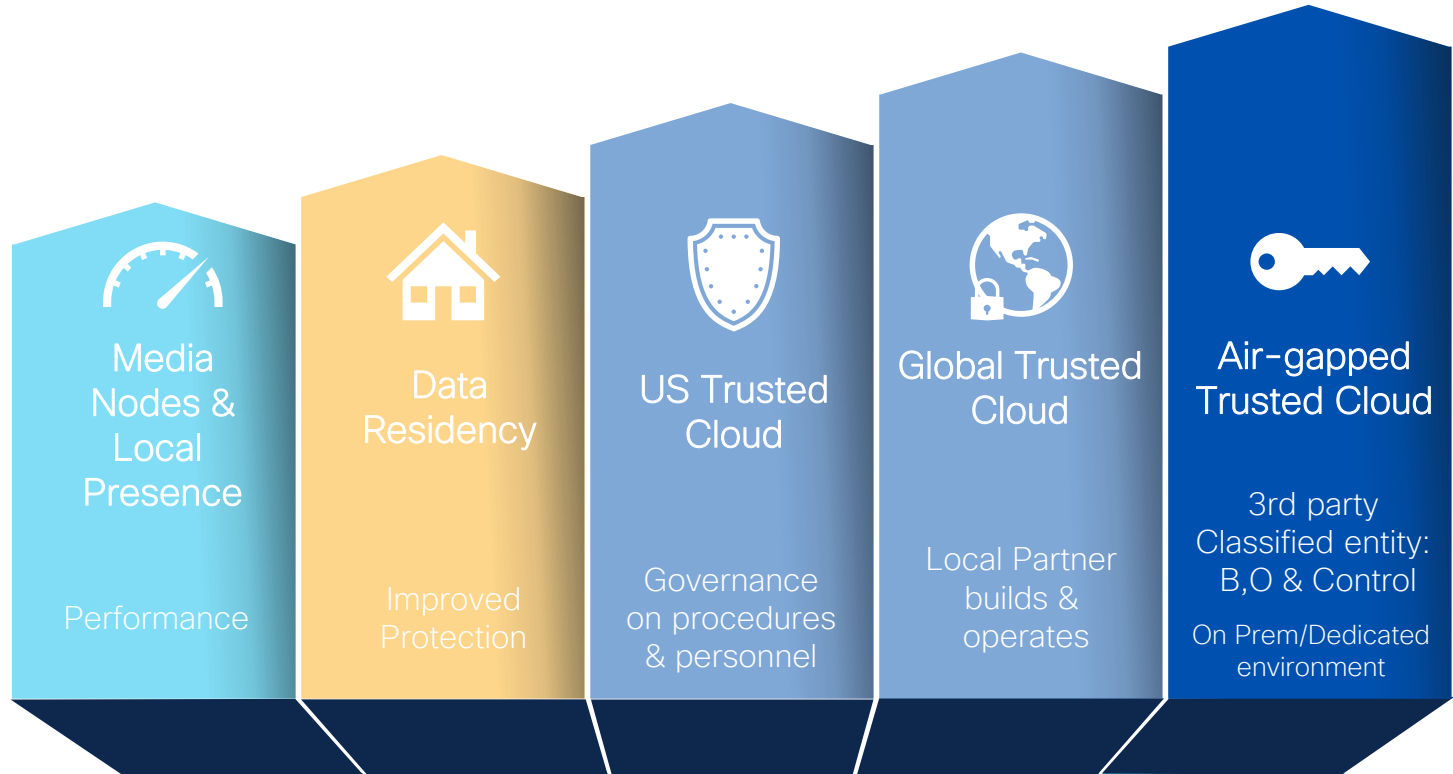 Media
Nodes &
Local
Presence
Performance
Data
Residency
Improved
Protection
US Trusted
Cloud
Governance
on procedures
& personnel
Global Trusted
Cloud
Local Partner
builds &
operates
Air-gapped
Trusted Cloud
3rd party
Classified entity:
B,O & Control
On Prem/Dedicated
environment